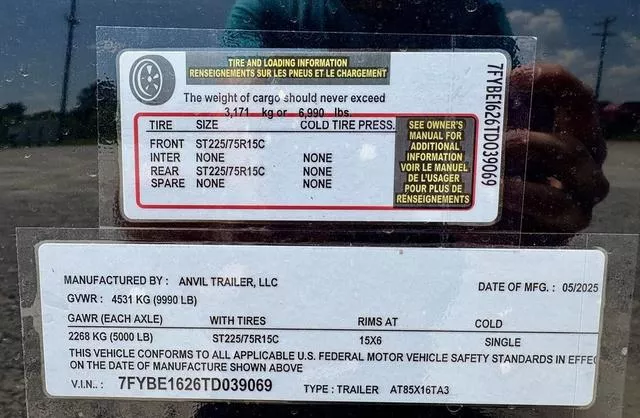 TIRE AND LOADING INFORMATION
RENSEIGNEMENTS SUR LES PNEUS ET LE CHARGEMENT
The weight of cargo should never exceed
3,171 kg or 6,990 lbs.
TIRE SIZE COLD TIRE PRESS.
FRONT ST225/75R15C
INTER NONE NONE
REAR ST225/75R15C NONE
SPARE NONE NONE
SEE OWNER'S
MANUAL FOR
ADDITIONAL
INFORMATION
VOIR LE MANUEL
DE L'USAGER
POUR PLUS DE
RENSEIGNEMENTS
7FYBE1626TD039069
MANUFACTURED BY : ANVIL TRAILER, LLC DATE OF MFG. : 05/2025
GVWR : 4531 KG (9990 LB)
GAWR (EACH AXLE) WITH TIRES RIMS AT COLD
2268 KG (5000 LB) ST225/75R15C 15X6 SINGLE
THIS VEHICLE CONFORMS TO ALL APPLICABLE U.S. FEDERAL MOTOR VEHICLE SAFETY STANDARDS IN EFFEC
ON THE DATE OF MANUFACTURE SHOWN ABOVE
V.I.N.. : 7FYBE1626TD039069 TYPE : TRAILER AT85X16TA3